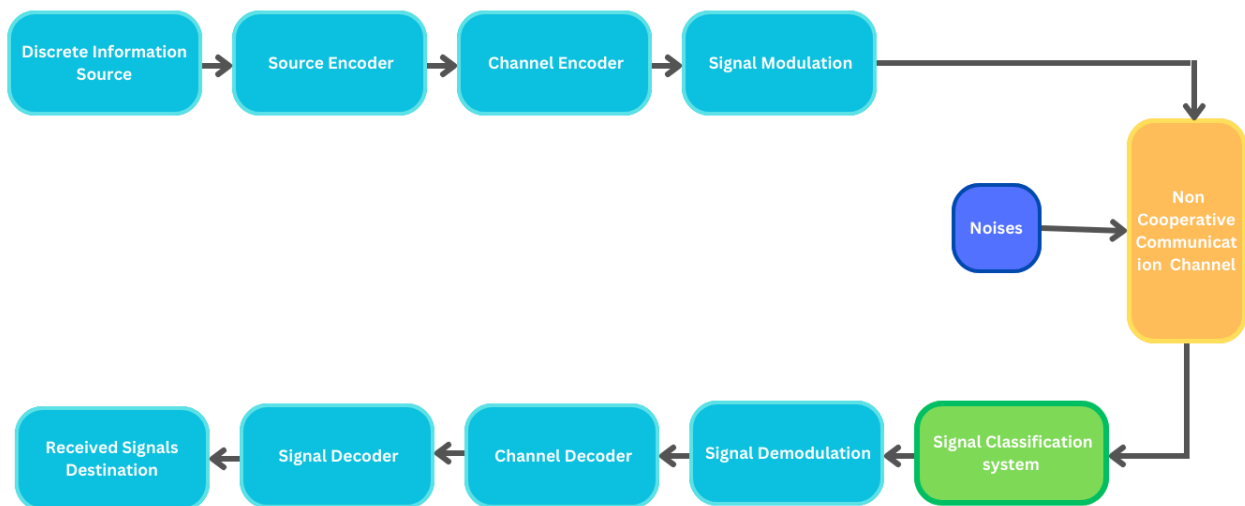 Discrete Information
Source
Source Encoder
Channel Encoder
Signal Modulation
Noises
Non
Cooperative
Communicat
ion Channel
Received Signals
Destination
Signal Decoder
Channel Decoder
Signal Demodulation
Signal Classification
system